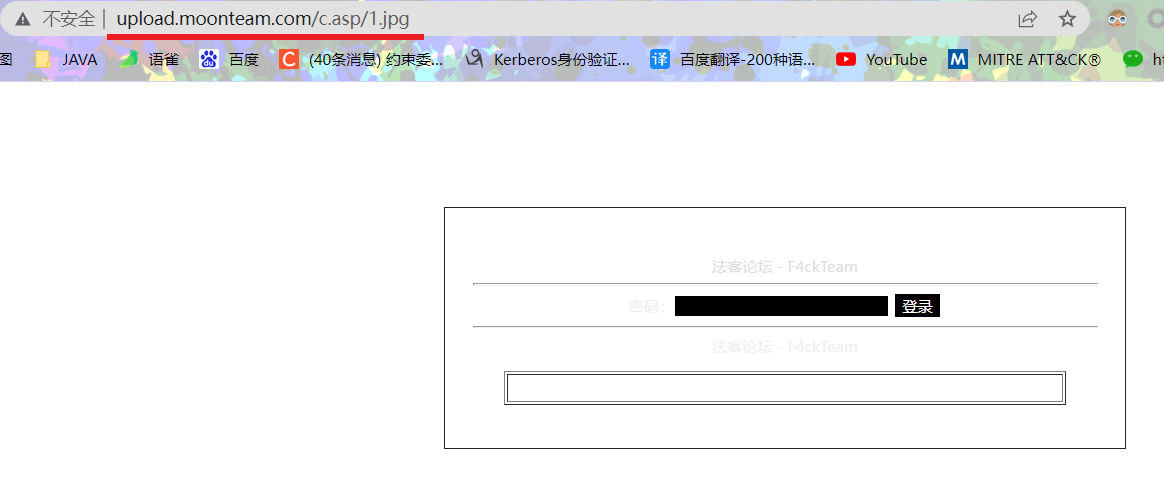 不安全 | upload.moonteam.com/c.asp/1.jpg
图 JAVA 语雀 百度 C (40条消息) 约束委... Kerberos身份验证... 译 百度翻译-200种语... YouTube M MITRE ATT&CK® ht
法客论坛 - F4ckTeam
密码: 登录
法客论坛 - F4ckTeam